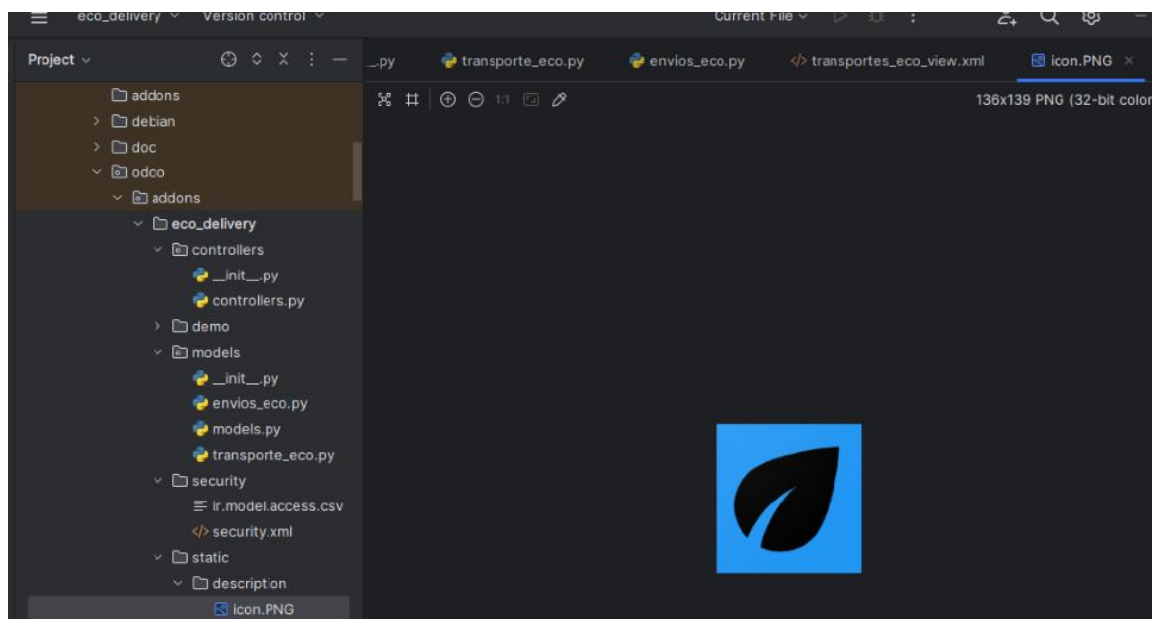 eco_delivery Version control Current File
Project
__.py transporte_eco.py envios_eco.py transportes_eco_view.xml icon.PNG
1:1 136x139 PNG (32-bit color
addons
debian
doc
odoo
addons
eco_delivery
controllers
__init__.py
controllers.py
demo
models
__init__.py
envios_eco.py
models.py
transporte_eco.py
security
ir.model.access.csv
security.xml
static
description
icon.PNG